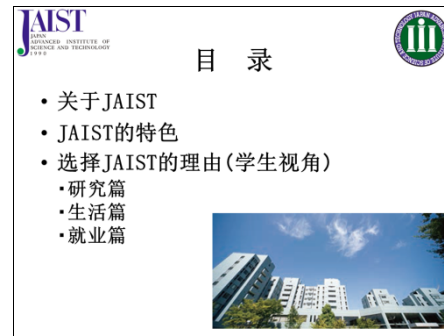 JAIST
JAPAN
ADVANCED INSTITUTE OF
SCIENCE AND TECHNOLOGY
1990
目 录
• 关于JAIST
• JAIST的特色
• 选择JAIST的理由(学生视角)
▪研究篇
▪生活篇
▪就业篇